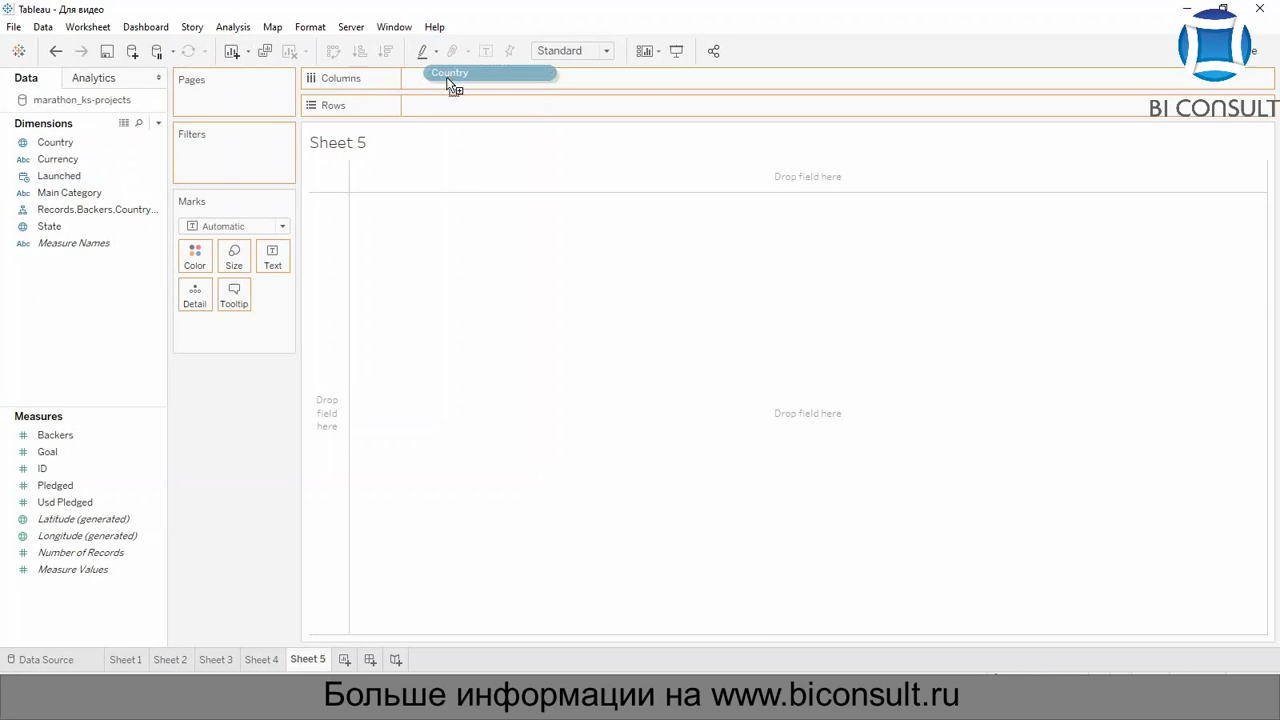 Tableau - Для видео
File Data Worksheet Dashboard Story Analysis Map Format Server Window Help
Standard
Data Analytics
marathon_ks-projects
Dimensions
Country
Currency
Launched
Main Category
Records,Backers,Country...
State
Measure Names
Measures
Backers
Goal
ID
Pledged
Usd Pledged
Latitude (generated)
Longitude (generated)
Number of Records
Measure Values
Pages
Filters
Marks
Automatic
Color Size Text
Detail Tooltip
Country
Columns
Rows
BI CONSULT
Sheet 5
Drop field here
Drop
field
here
Drop field here
Data Source Sheet 1 Sheet 2 Sheet 3 Sheet 4 Sheet 5
Больше информации на www.biconsult.ru